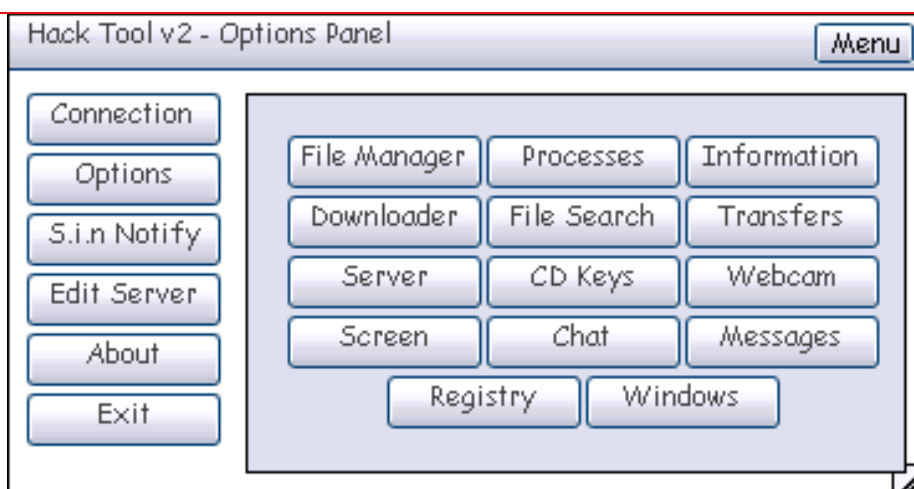 Hack Tool v2 - Options Panel
Menu
Connection
Options
S.i.n Notify
Edit Server
About
Exit
File Manager Processes Information
Downloader File Search Transfers
Server CD Keys Webcam
Screen Chat Messages
Registry Windows